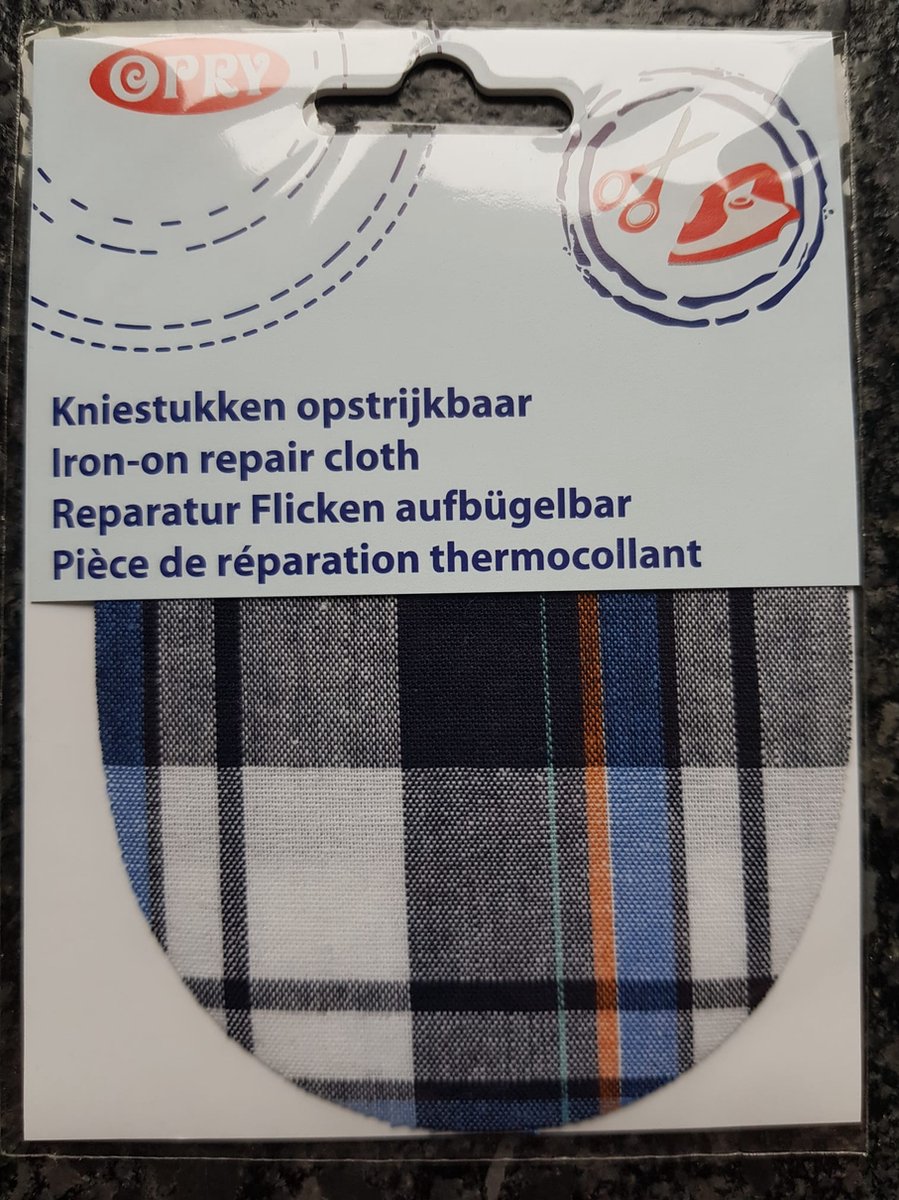 OPRY
Kniestukken opstrijkbaar
Iron-on repair cloth
Reparatur Flicken aufbügelbar
Pièce de réparation thermocollant